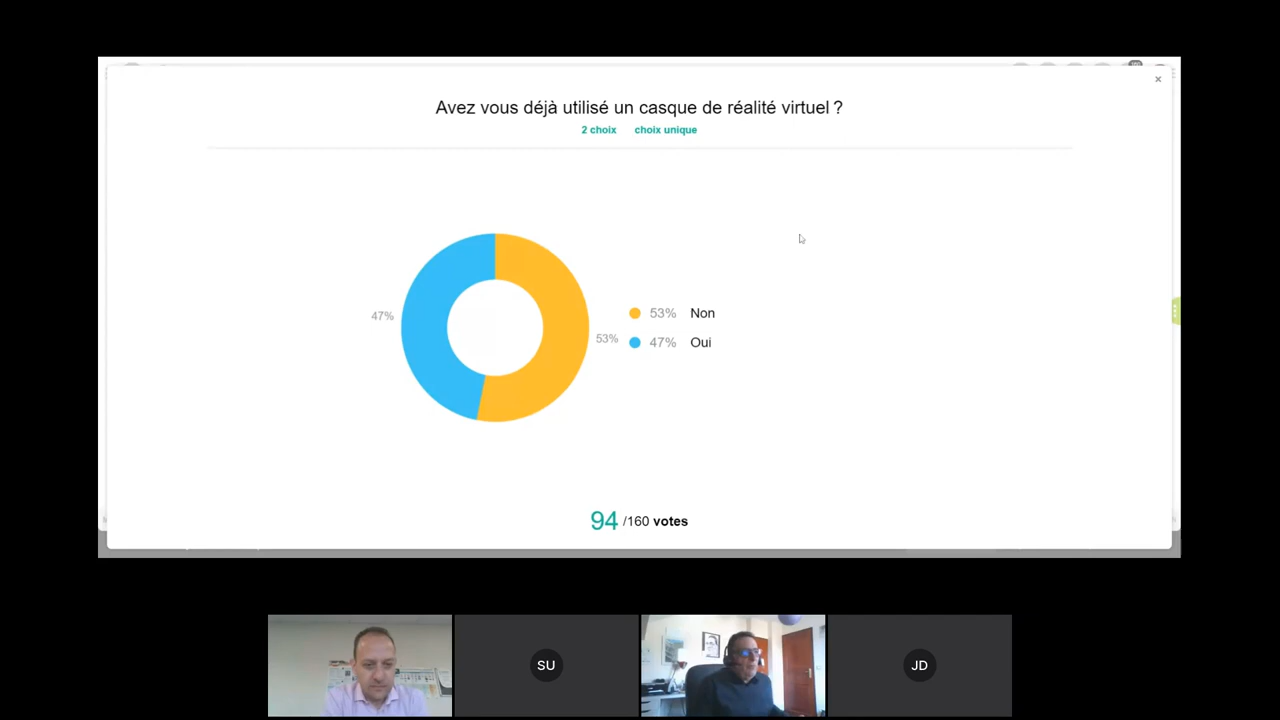 Avez vous déjà utilisé un casque de réalité virtuel ?
2 choix choix unique
47%
53%
53% Non
47% Oui
94 /160 votes
SU
JD